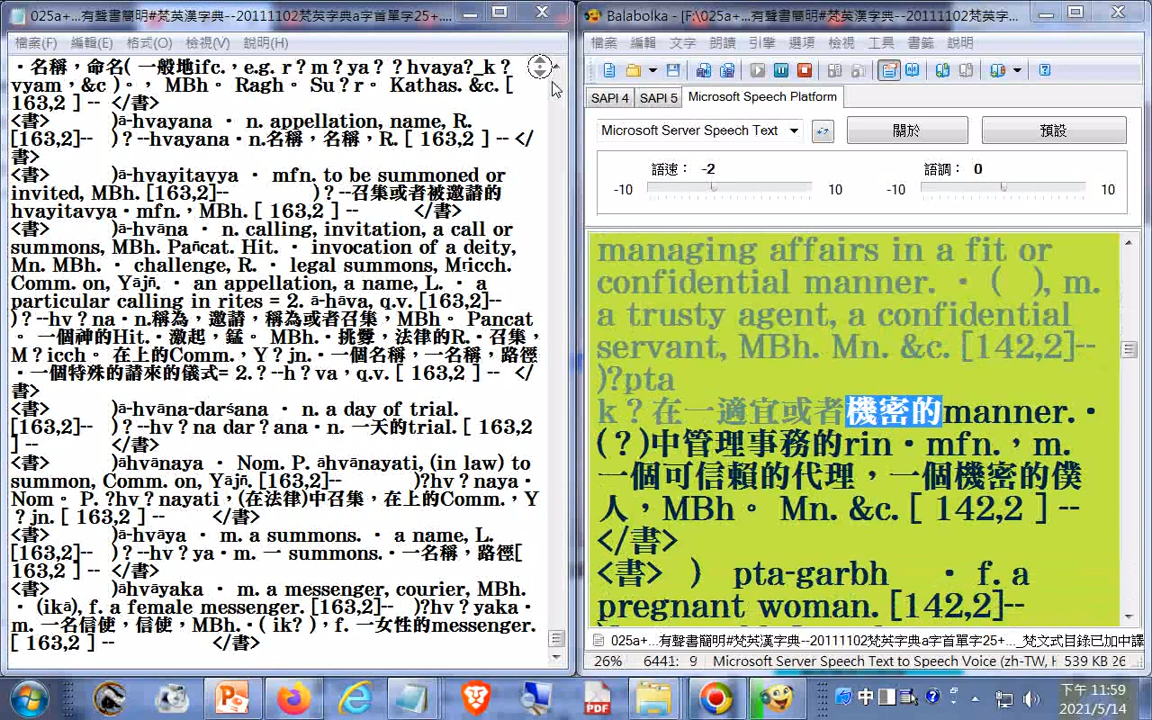 025a+...有聲書簡明#梵英漢字典--20111102梵英字典a字首單字25+...
檔案(F) 編輯(E) 格式(O) 檢視(V) 說明(H)
・名稱，命名( 一般地ifc.，e.g. r？m？ya？？hvaya?_k？
vyam，&c )。， MBh。 Ragh。 Su？r。 Kathas. &c. [
163,2 ] -- </書>
<書> )ā-hvayana ・ n. appellation, name, R.
[163,2]-- )？--hvayana・n.名稱，名稱，R. [ 163,2 ] -- </
書>
<書> )ā-hvayitavya ・ mfn. to be summoned or
invited, MBh. [163,2]-- )？--召集或者被邀請的
hvayitavya・mfn.，MBh. [ 163,2 ] -- </書>
<書> )ā-hvāna ・ n. calling, invitation, a call or
summons, MBh. Pañcat. Hit. ・ invocation of a deity,
Mn. MBh. ・ challenge, R. ・ legal summons, Mṛicch.
Comm. on, Yājñ. ・ an appellation, a name, L. ・ a
particular calling in rites = 2. ā-hāva, q.v. [163,2]--
)？--hv？na・n.稱為，邀請，稱為或者召集，MBh。 Pancat
。 一個神的Hit.・激起，錳。 MBh.・挑釁，法律的R.・召集，
M？icch。 在上的Comm.，Y？jn.・一個名稱，一名稱，路徑
・一個特殊的請來的儀式= 2.？--h？va，q.v. [ 163,2 ] -- </
書>
<書> )ā-hvāna-darśana ・ n. a day of trial.
[163,2]-- )？--hv？na dar？ana・n. 一天的trial. [ 163,2
] -- </書>
<書> )āhvānaya ・ Nom. P. āhvānayati, (in law) to
summon, Comm. on, Yājñ. [163,2]-- )?hv？naya・
Nom。 P. ?hv？nayati，(在法律)中召集，在上的Comm.，Y
？jn. [ 163,2 ] -- </書>
<書> )ā-hvāya ・ m. a summons. ・ a name, L.
[163,2]-- )？--hv？ya・m. 一 summons.・一名稱，路徑[
163,2 ] -- </書>
<書> )āhvāyaka ・ m. a messenger, courier, MBh.
・ (ikā), f. a female messenger. [163,2]-- )?hv？yaka・
m. 一名信使，信使，MBh.・( ik？)，f. 一女性的messenger.
[ 163,2 ] -- </書>
Balabolka - [F:\025a+...有聲書簡明#梵英漢字典--20111102梵英字...
檔案 編輯 文字 朗讀 引擎 選項 檢視 工具 書籤 說明
SAPI 4 SAPI 5 Microsoft Speech Platform
Microsoft Server Speech Text 關於 預設
語速: -2 語調: 0
-10 10 -10 10
managing affairs in a fit or
confidential manner. ・ ( ), m.
a trusty agent, a confidential
servant, MBh. Mn. &c. [142,2]--
)?pta
k？在一適宜或者機密的manner.・
(？)中管理事務的rin・mfn.，m.
一個可信賴的代理，一個機密的僕
人，MBh。 Mn. &c. [ 142,2 ] --
</書>
<書> ) pta-garbh ・ f. a
pregnant woman. [142,2]--
025a+...有聲書簡明#梵英漢字典--20111102梵英字典a字首單字25+..._梵文式目錄已加中譯
26% 6441: 9 Microsoft Server Speech Text to Speech Voice (zh-TW, H 539 KB 26
PDF 中 下午 11:59
2021/5/14